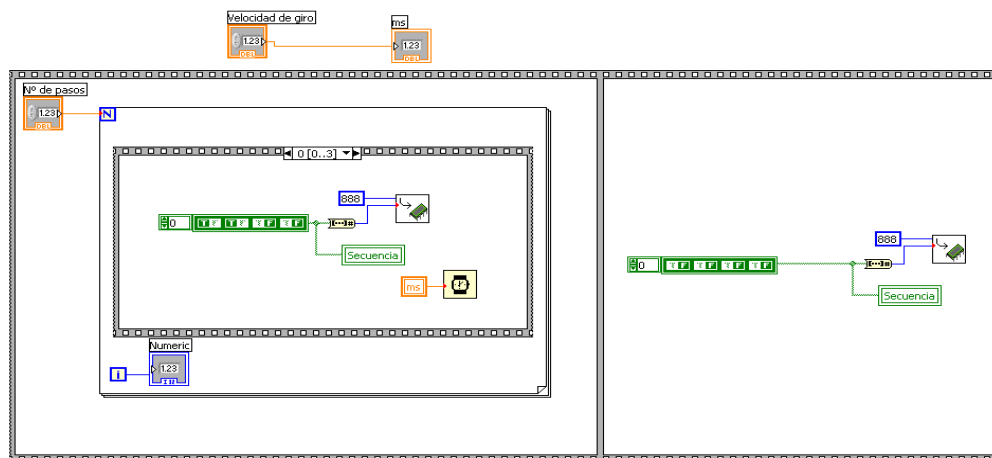 Velocidad de giro
ms
1.23
DBL
1.23
DBL
Nº de pasos
1.23
DBL
N
0 [0..3]
888
0
T F T F T F T F
Secuencia
ms
Numeric
1.23
i
888
0
F F F F
Secuencia